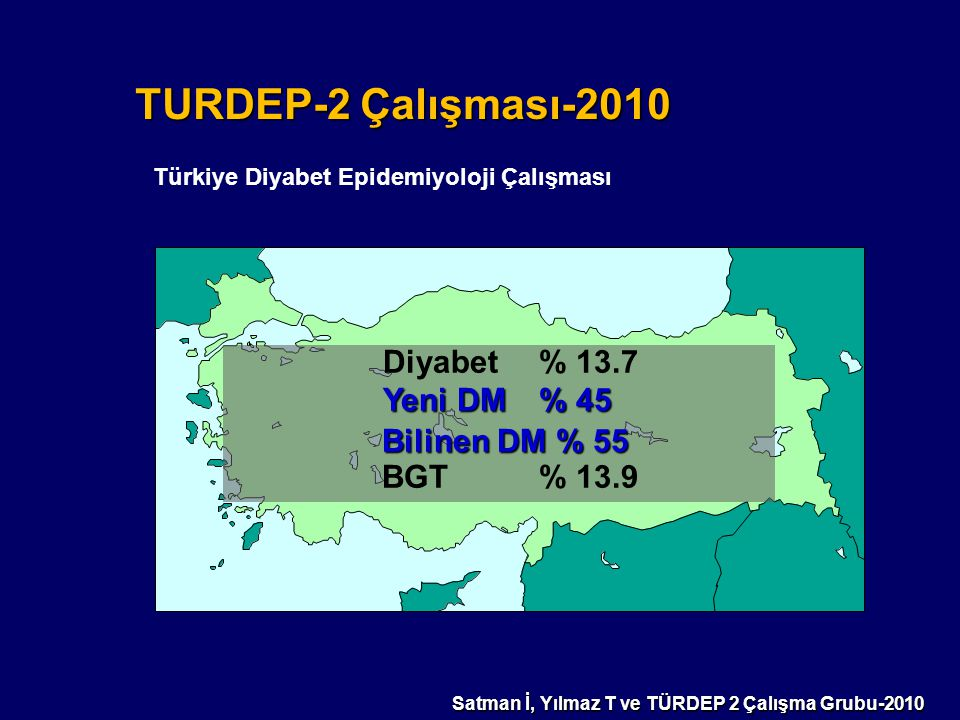 TURDEP-2 Çalışması-2010
Türkiye Diyabet Epidemiyoloji Çalışması
Diyabet % 13.7
Yeni DM % 45
Bilinen DM % 55
BGT % 13.9
Satman İ, Yılmaz T ve TÜRDEP 2 Çalışma Grubu-2010